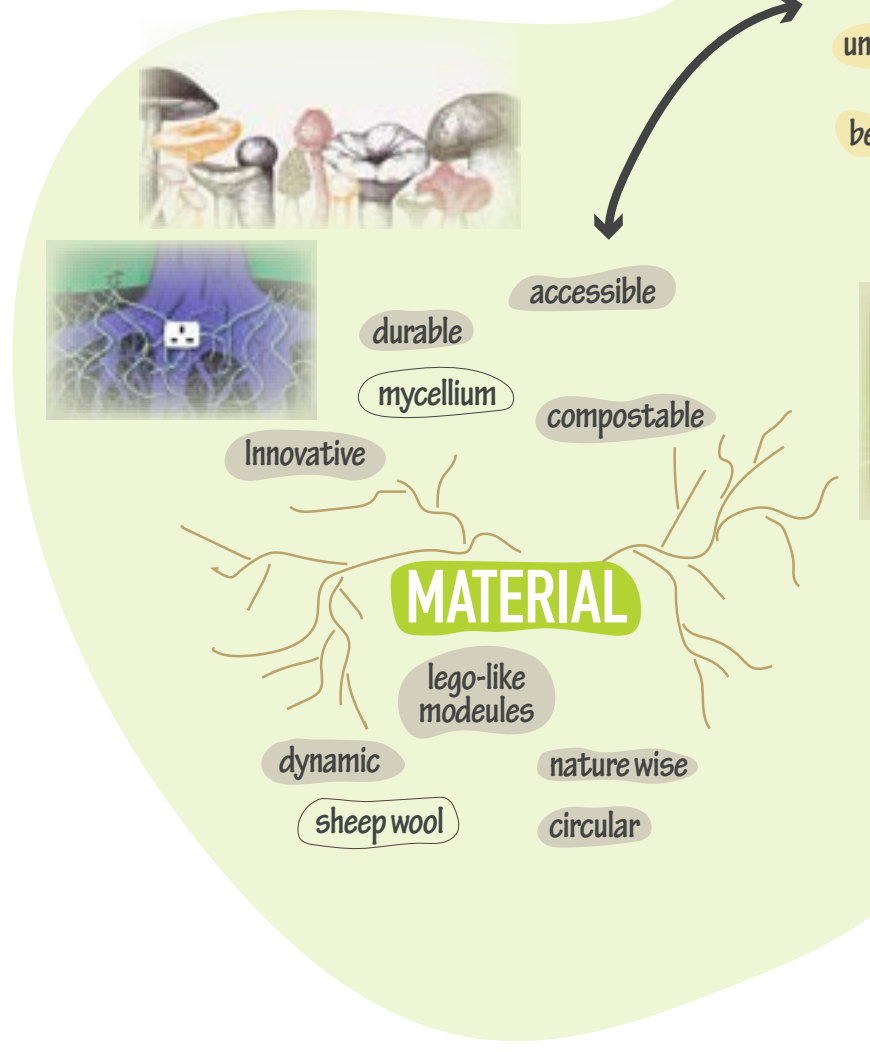 accessible
durable
mycellium
compostable
Innovative
MATERIAL
lego-like
modeules
dynamic
nature wise
sheep wool
circular